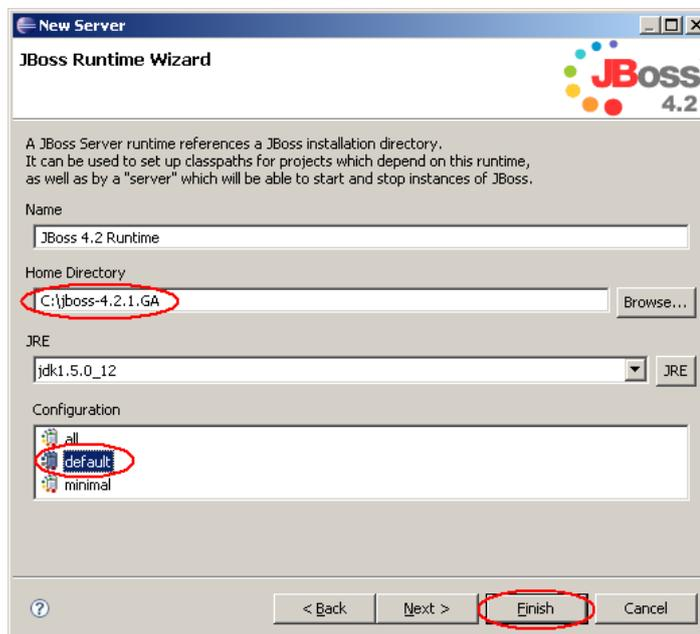 New Server
JBoss Runtime Wizard
JBoss
4.2
A JBoss Server runtime references a JBoss installation directory.
It can be used to set up classpaths for projects which depend on this runtime,
as well as by a "server" which will be able to start and stop instances of JBoss.
Name
JBoss 4.2 Runtime
Home Directory
C:\jboss-4.2.1.GA
Browse...
JRE
jdk1.5.0_12
JRE
Configuration
all
default
minimal
?
< Back
Next >
Finish
Cancel